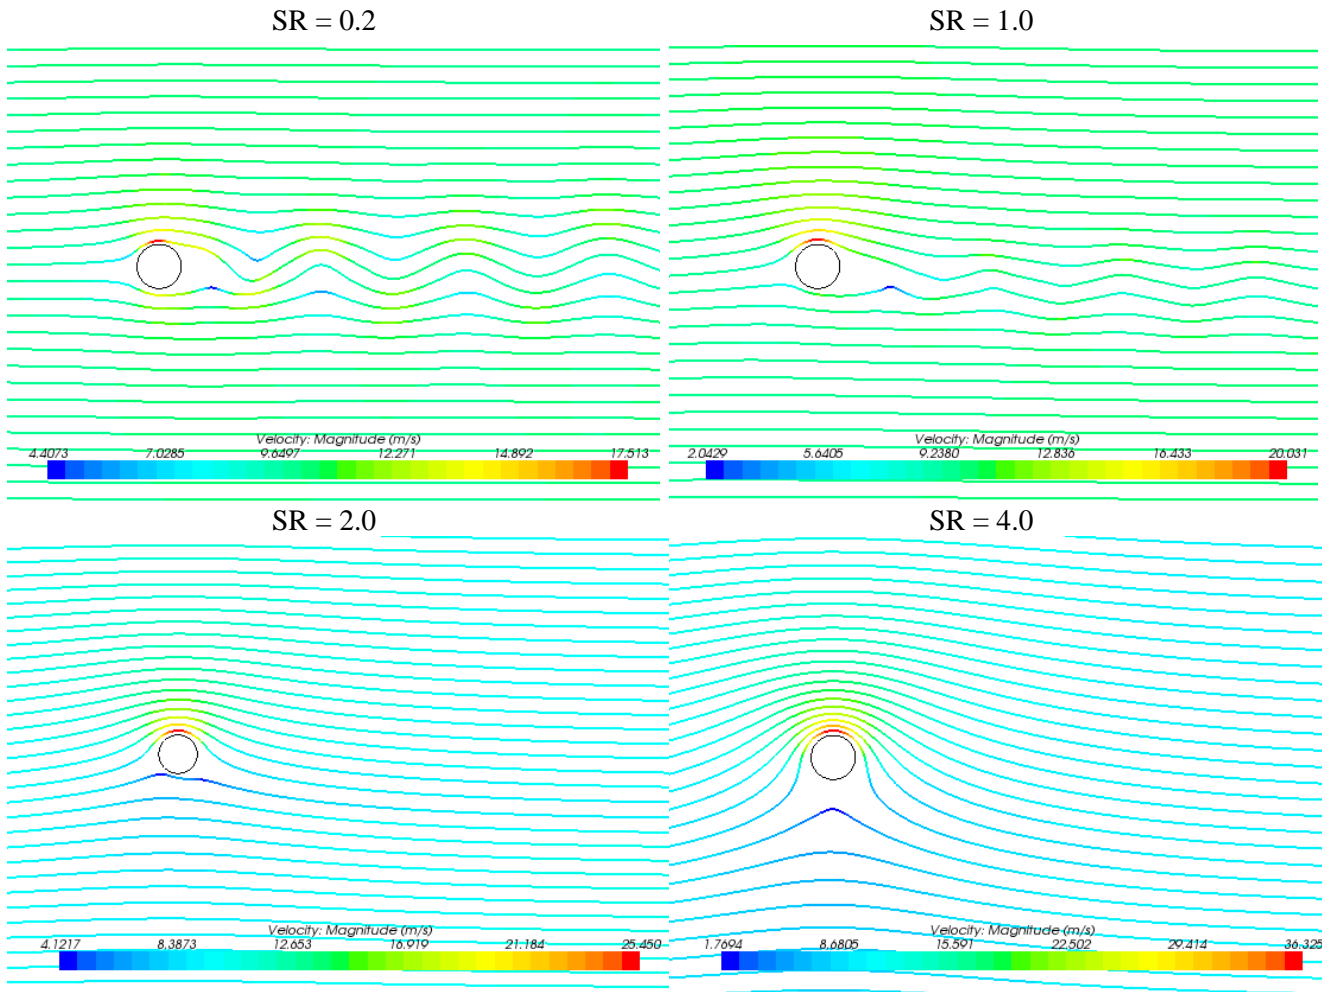 SR = 0.2
SR = 1.0
Velocity: Magnitude (m/s)
4.4073 7.0285 9.6497 12.271 14.892 17.513
Velocity: Magnitude (m/s)
2.0429 5.6405 9.2380 12.836 16.433 20.031
SR = 2.0
SR = 4.0
Velocity: Magnitude (m/s)
4.1217 8.3873 12.653 16.919 21.184 25.450
Velocity: Magnitude (m/s)
1.7694 8.6805 15.591 22.502 29.414 36.325